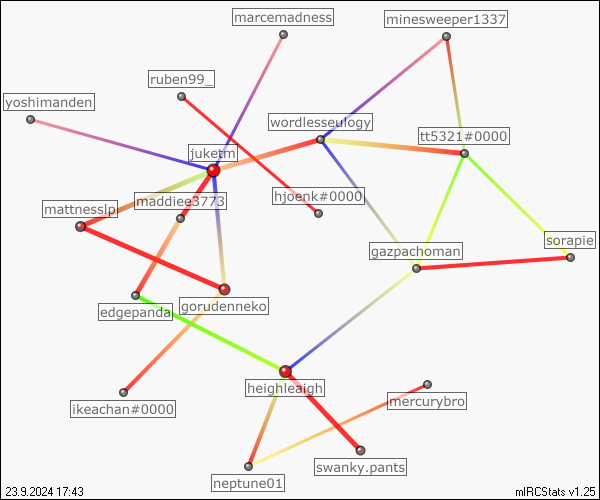 marcemadness
minesweeper1337
ruben99_
yoshimanden
wordlesseulogy
tt5321#0000
juketm
maddiee3773
hjoenk#0000
mattnesslp
sorapie
gazpachoman
edgepanda
gorudenneko
heighleaigh
mercurybro
ikeachan#0000
swanky.pants
neptune01
23.9.2024 17:43
mIRCStats v1.25